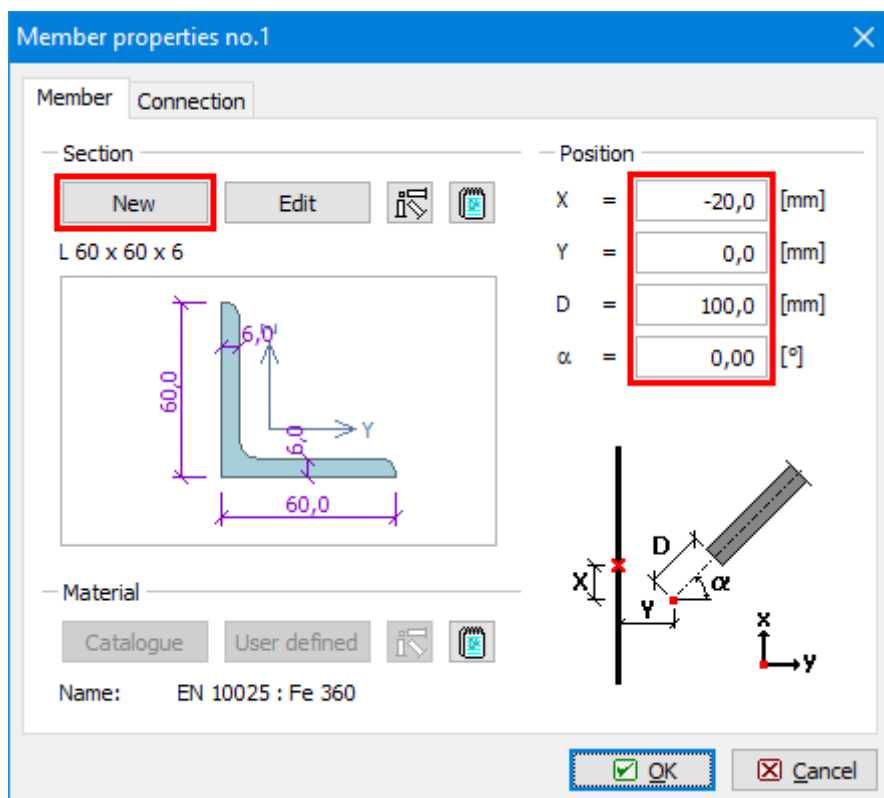 Member properties no.1
Member Connection
Section
New Edit
L 60 x 60 x 6
6,0
60,0
Y
6,0
60,0
Position
X = -20,0 [mm]
Y = 0,0 [mm]
D = 100,0 [mm]
α = 0,00 [°]
D
X
α
Y
x
y
Material
Catalogue User defined
Name: EN 10025 : Fe 360
OK Cancel